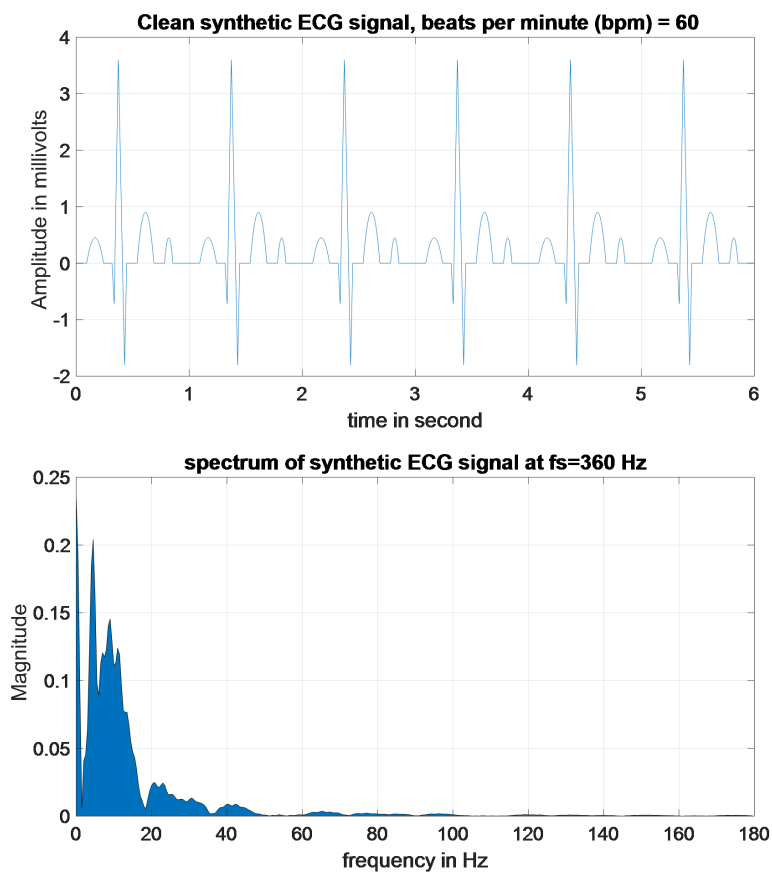 Clean synthetic ECG signal, beats per minute (bpm) = 60
4
3
2
1
0
-1
-2
Amplitude in millivolts
0 1 2 3 4 5 6
time in second
spectrum of synthetic ECG signal at fs=360 Hz
0.25
0.2
0.15
0.1
0.05
0
Magnitude
0 20 40 60 80 100 120 140 160 180
frequency in Hz